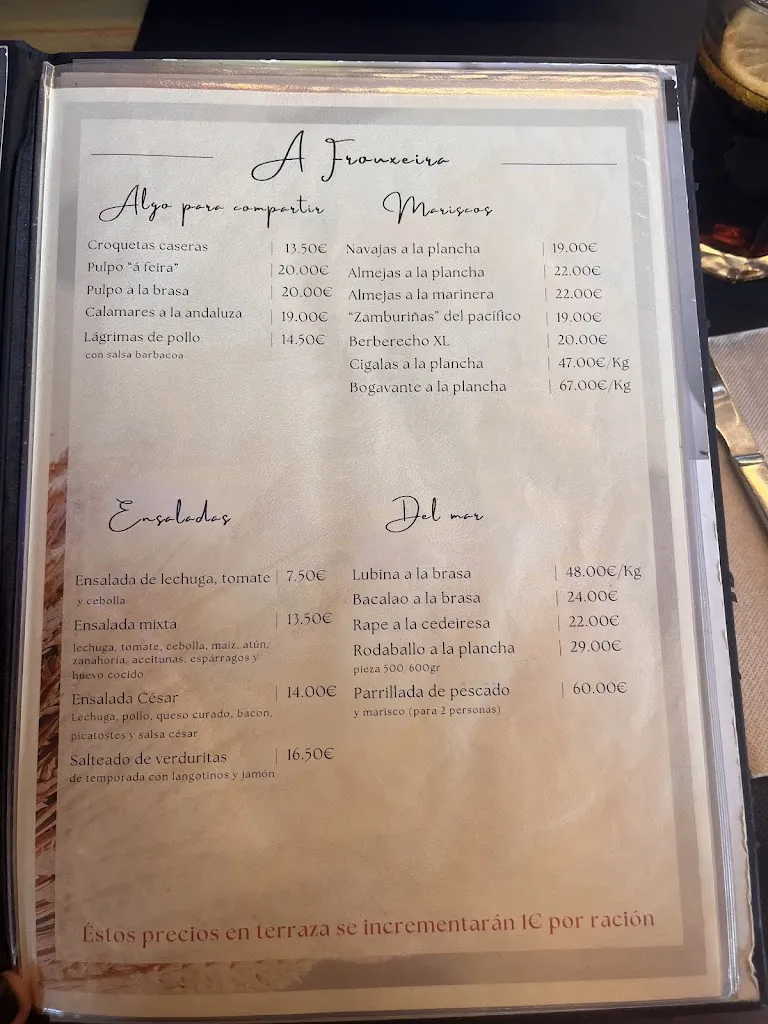 A Frouxeira
Algo para compartir
Croquetas caseras | 13.50€
Pulpo "á feira" | 20.00€
Pulpo a la brasa | 20.00€
Calamares a la andaluza | 19.00€
Lágrimas de pollo | 14.50€
con salsa barbacoa
Mariscos
Navajas a la plancha | 19.00€
Almejas a la plancha | 22.00€
Almejas a la marinera | 22.00€
"Zamburiñas" del pacífico | 19.00€
Berberecho XL | 20.00€
Cigalas a la plancha | 47.00€/Kg
Bogavante a la plancha | 67.00€/Kg
Ensaladas
Ensalada de lechuga, tomate | 7.50€
y cebolla
Ensalada mixta | 13.50€
lechuga, tomate, cebolla, maiz, atún,
zanahoria, aceitunas, espárragos y
huevo cocido
Ensalada César | 14.00€
Lechuga, pollo, queso curado, bacon,
picatostes y salsa césar
Salteado de verduritas | 16.50€
de temporada con langotinos y jamón
Del mar
Lubina a la brasa | 48.00€/Kg
Bacalao a la brasa | 24.00€
Rape a la cedeiresa | 22.00€
Rodaballo a la plancha | 29.00€
pieza 500/600gr
Parrillada de pescado | 60.00€
y marisco (para 2 personas)
Éstos precios en terraza se incrementarán 1€ por ración